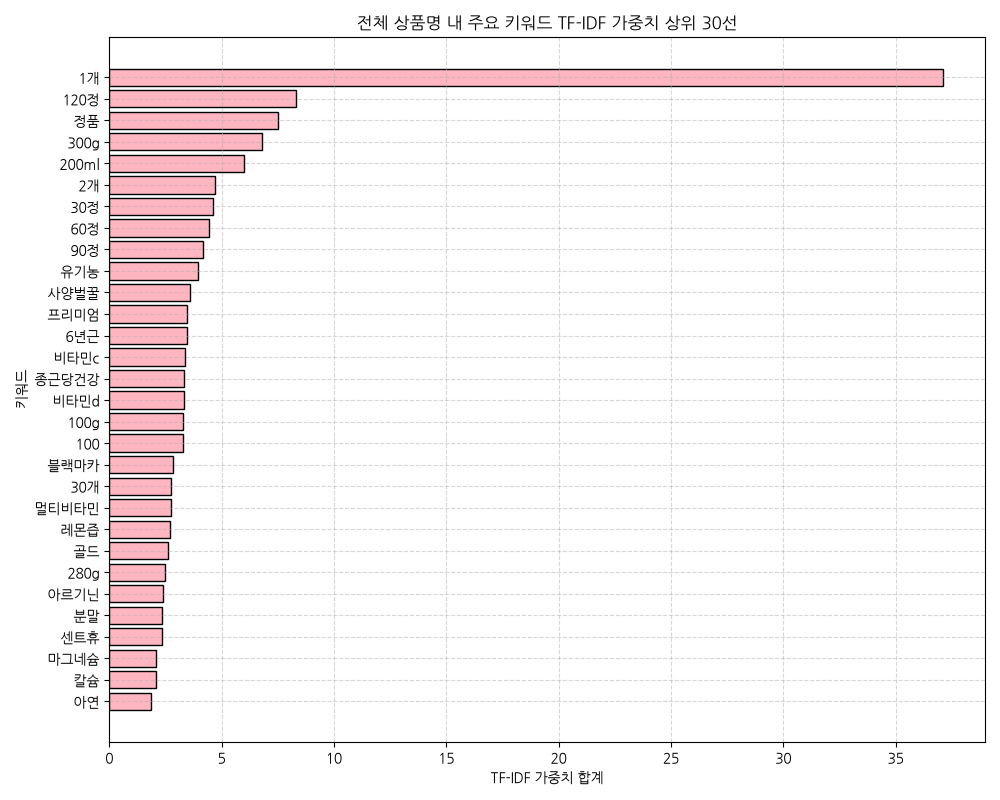 전체 상품명 내 주요 키워드 TF-IDF 가중치 상위 30선
키워드
1개
120정
정품
300g
200ml
2개
30정
60정
90정
유기농
사양벌꿀
프리미엄
6년근
비타민c
종근당건강
비타민d
100g
100
블랙마카
30개
멀티비타민
레몬즙
골드
280g
아르기닌
분말
센트휴
마그네슘
칼슘
아연
0 5 10 15 20 25 30 35
TF-IDF 가중치 합계